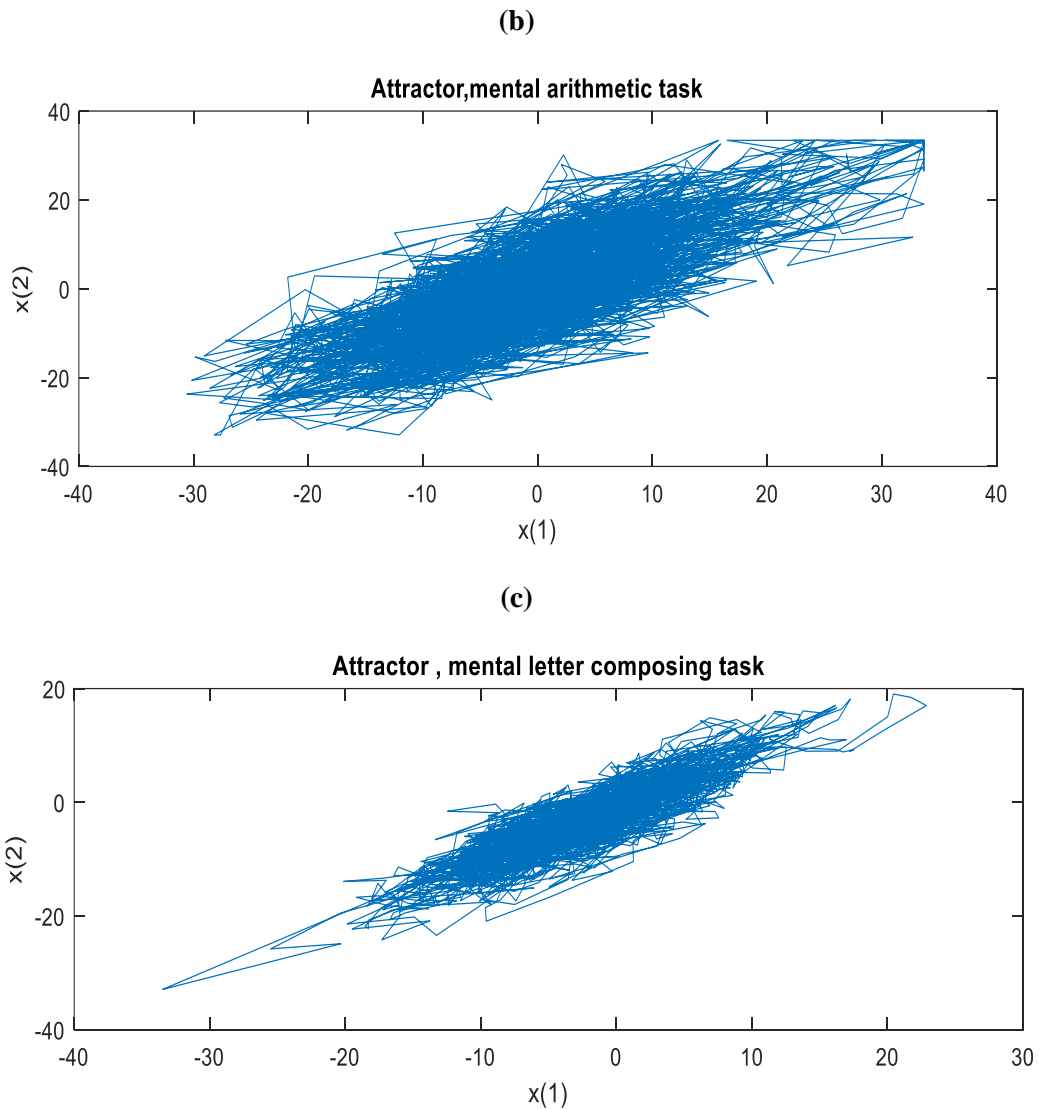 (b)
Attractor,mental arithmetic task
40
20
0
-20
-40
x(2)
-40 -30 -20 -10 0 10 20 30 40
x(1)
(c)
Attractor , mental letter composing task
20
0
-20
-40
x(2)
-40 -30 -20 -10 0 10 20 30
x(1)